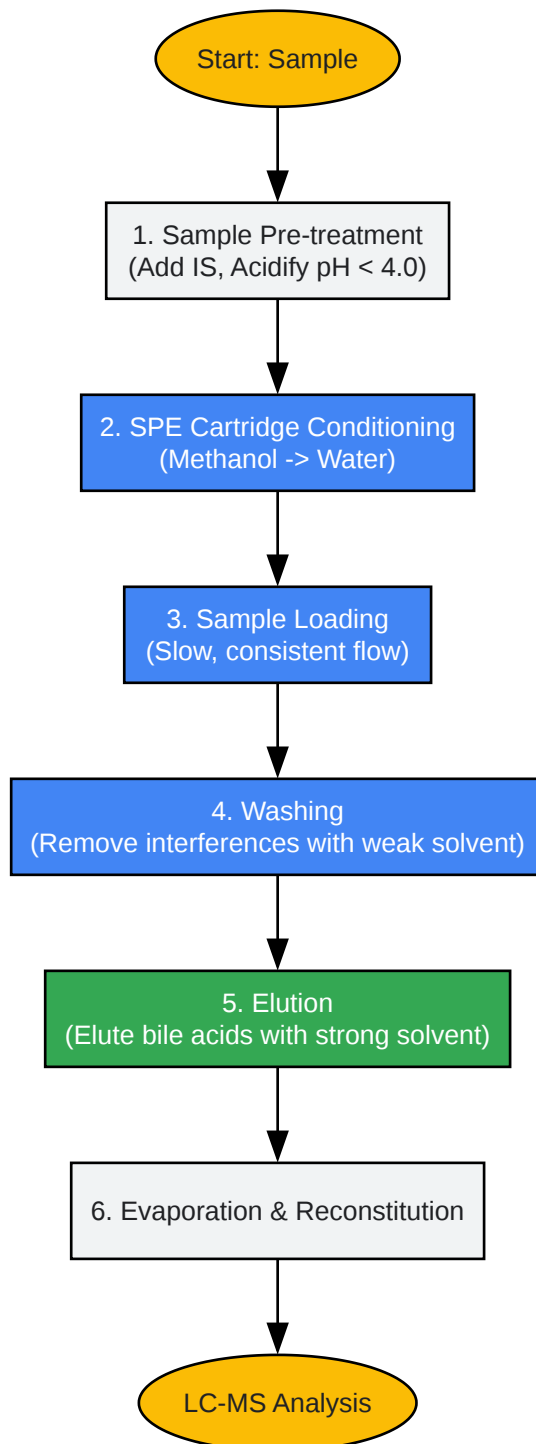 Start: Sample
1. Sample Pre-treatment
(Add IS, Acidify pH < 4.0)
2. SPE Cartridge Conditioning
(Methanol -> Water)
3. Sample Loading
(Slow, consistent flow)
4. Washing
(Remove interferences with weak solvent)
5. Elution
(Elute bile acids with strong solvent)
6. Evaporation & Reconstitution
LC-MS Analysis